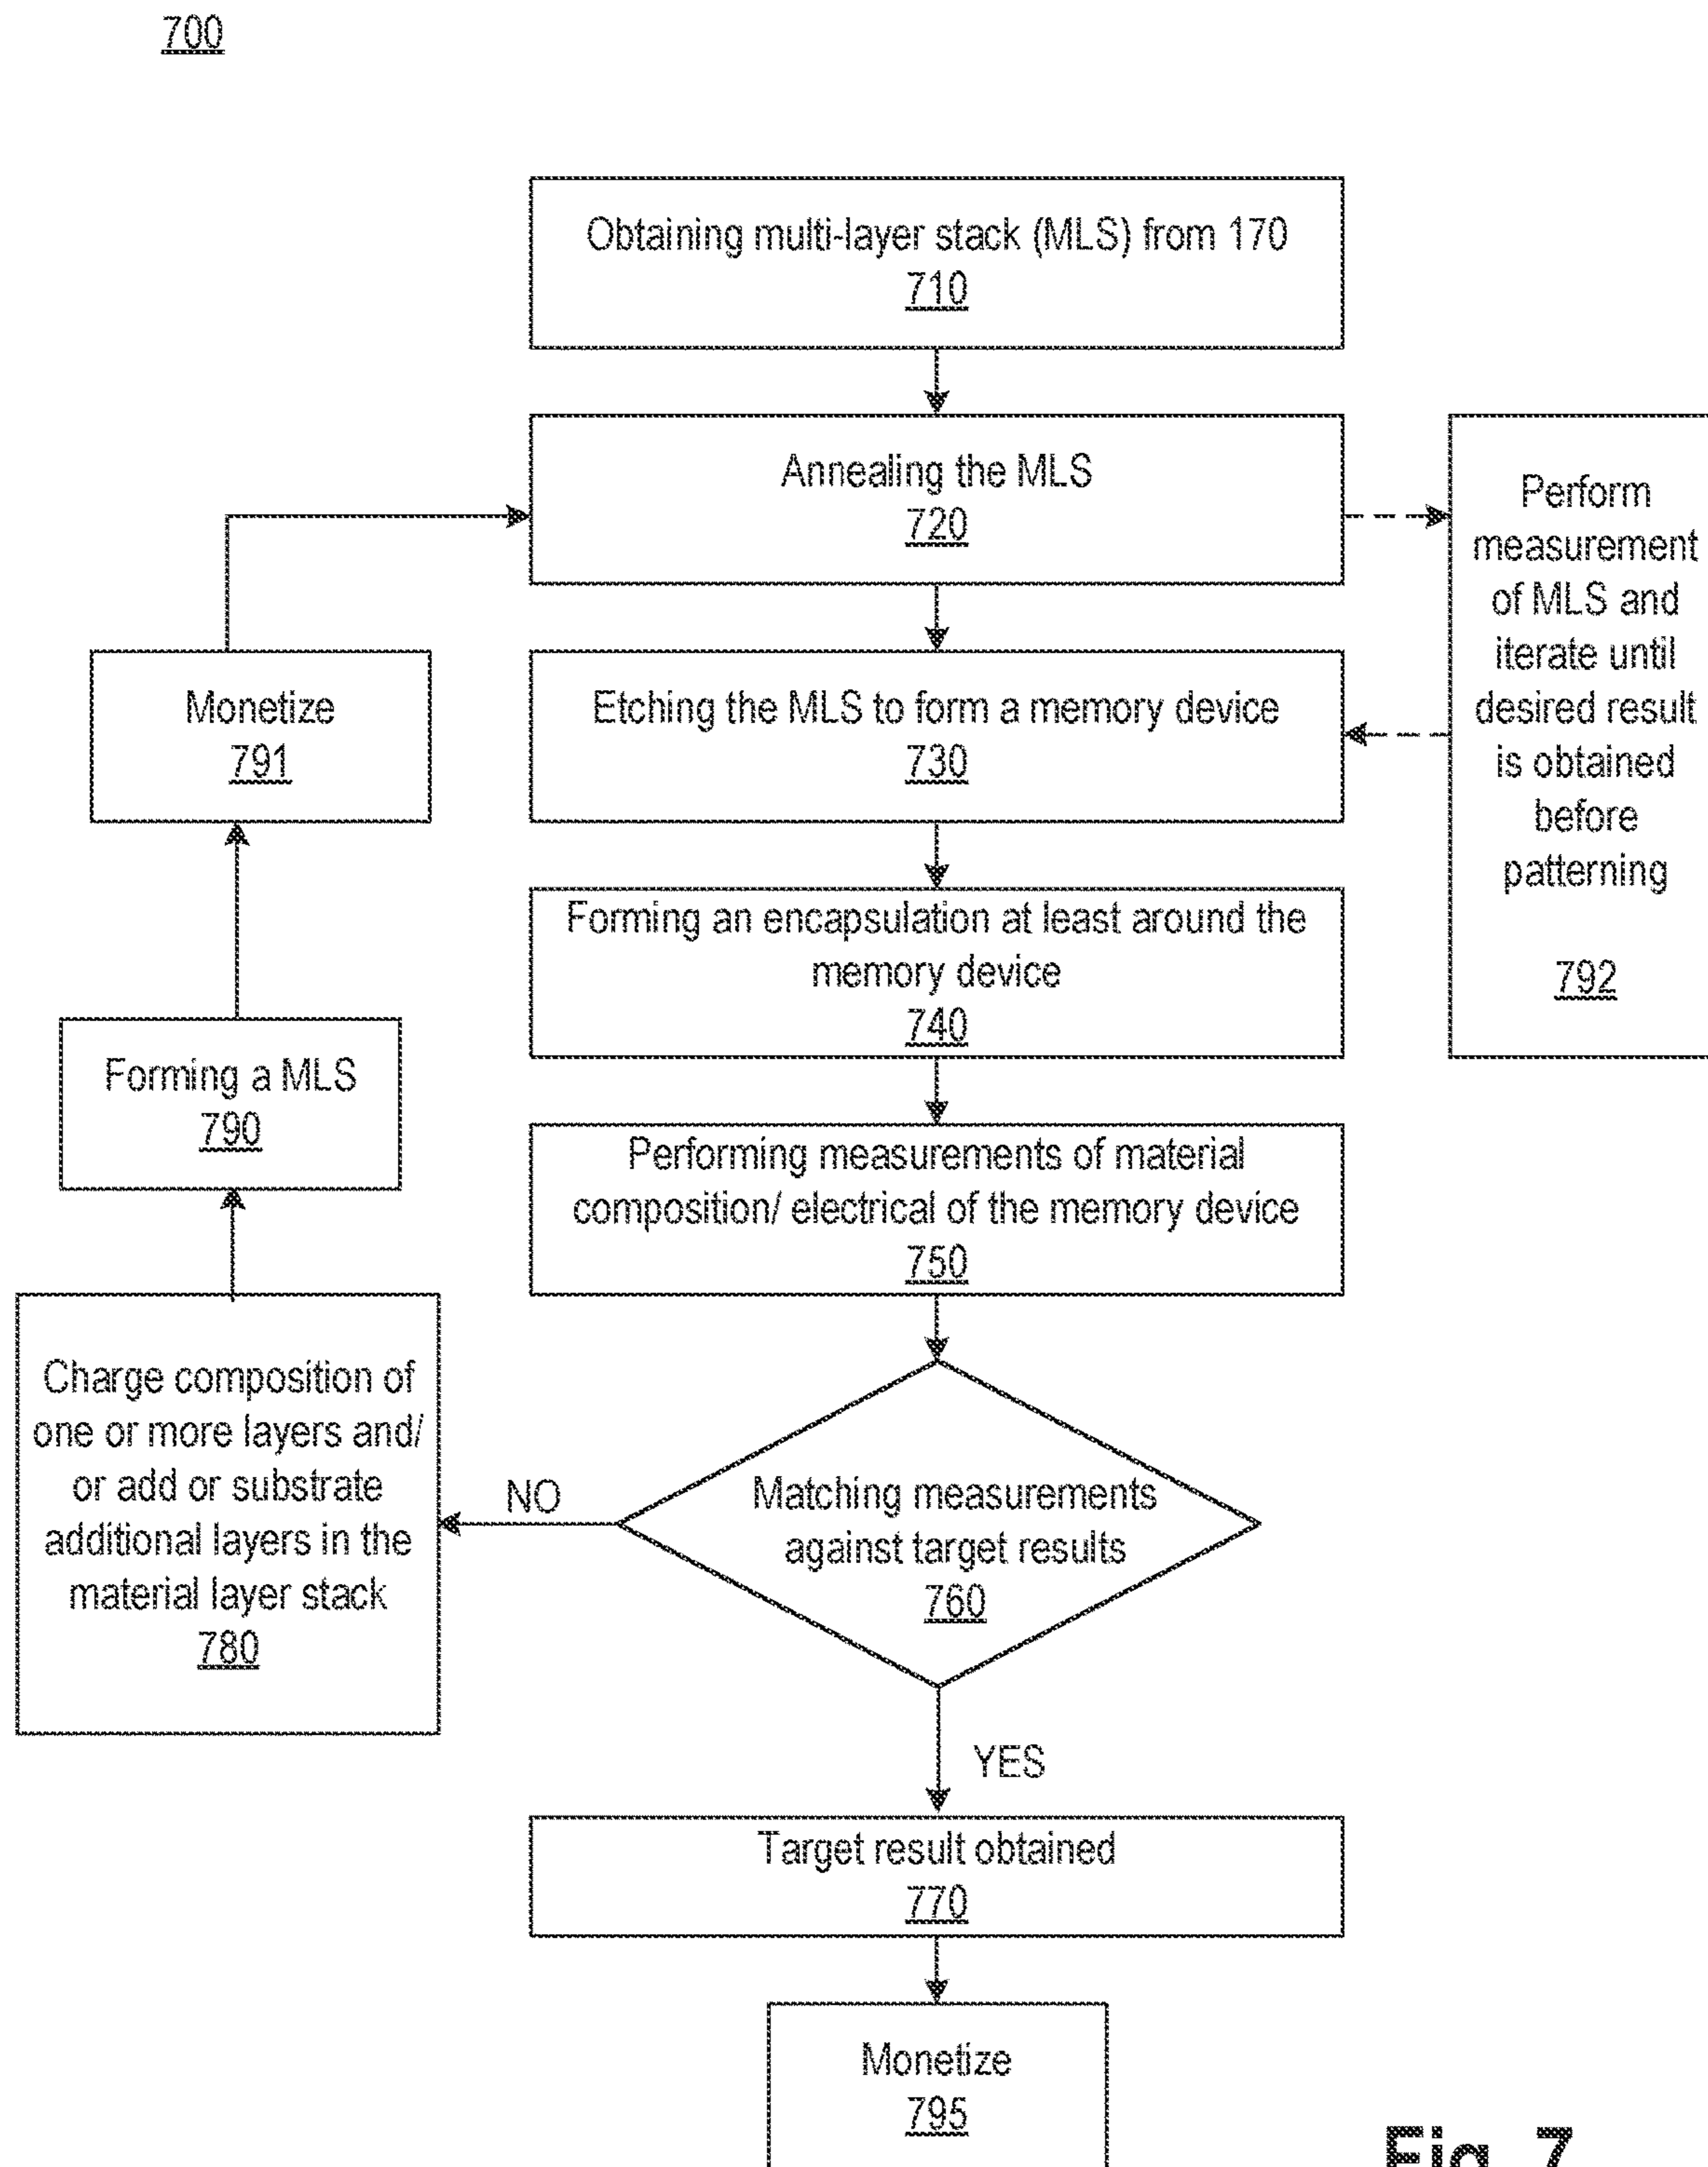 700
Obtaining multi-layer stack (MLS) from 170
710
Annealing the MLS
720
Perform
measurement
of MLS and
iterate until
desired result
is obtained
before
patterning
792
Monetize
791
Etching the MLS to form a memory device
730
Forming an encapsulation at least around the
memory device
740
Forming a MLS
790
Performing measurements of material
composition/ electrical of the memory device
750
Charge composition of
one or more layers and/
or add or substrate
additional layers in the
material layer stack
780
NO
Matching measurements
against target results
760
YES
Target result obtained
770
Monetize
795
Fig. 7